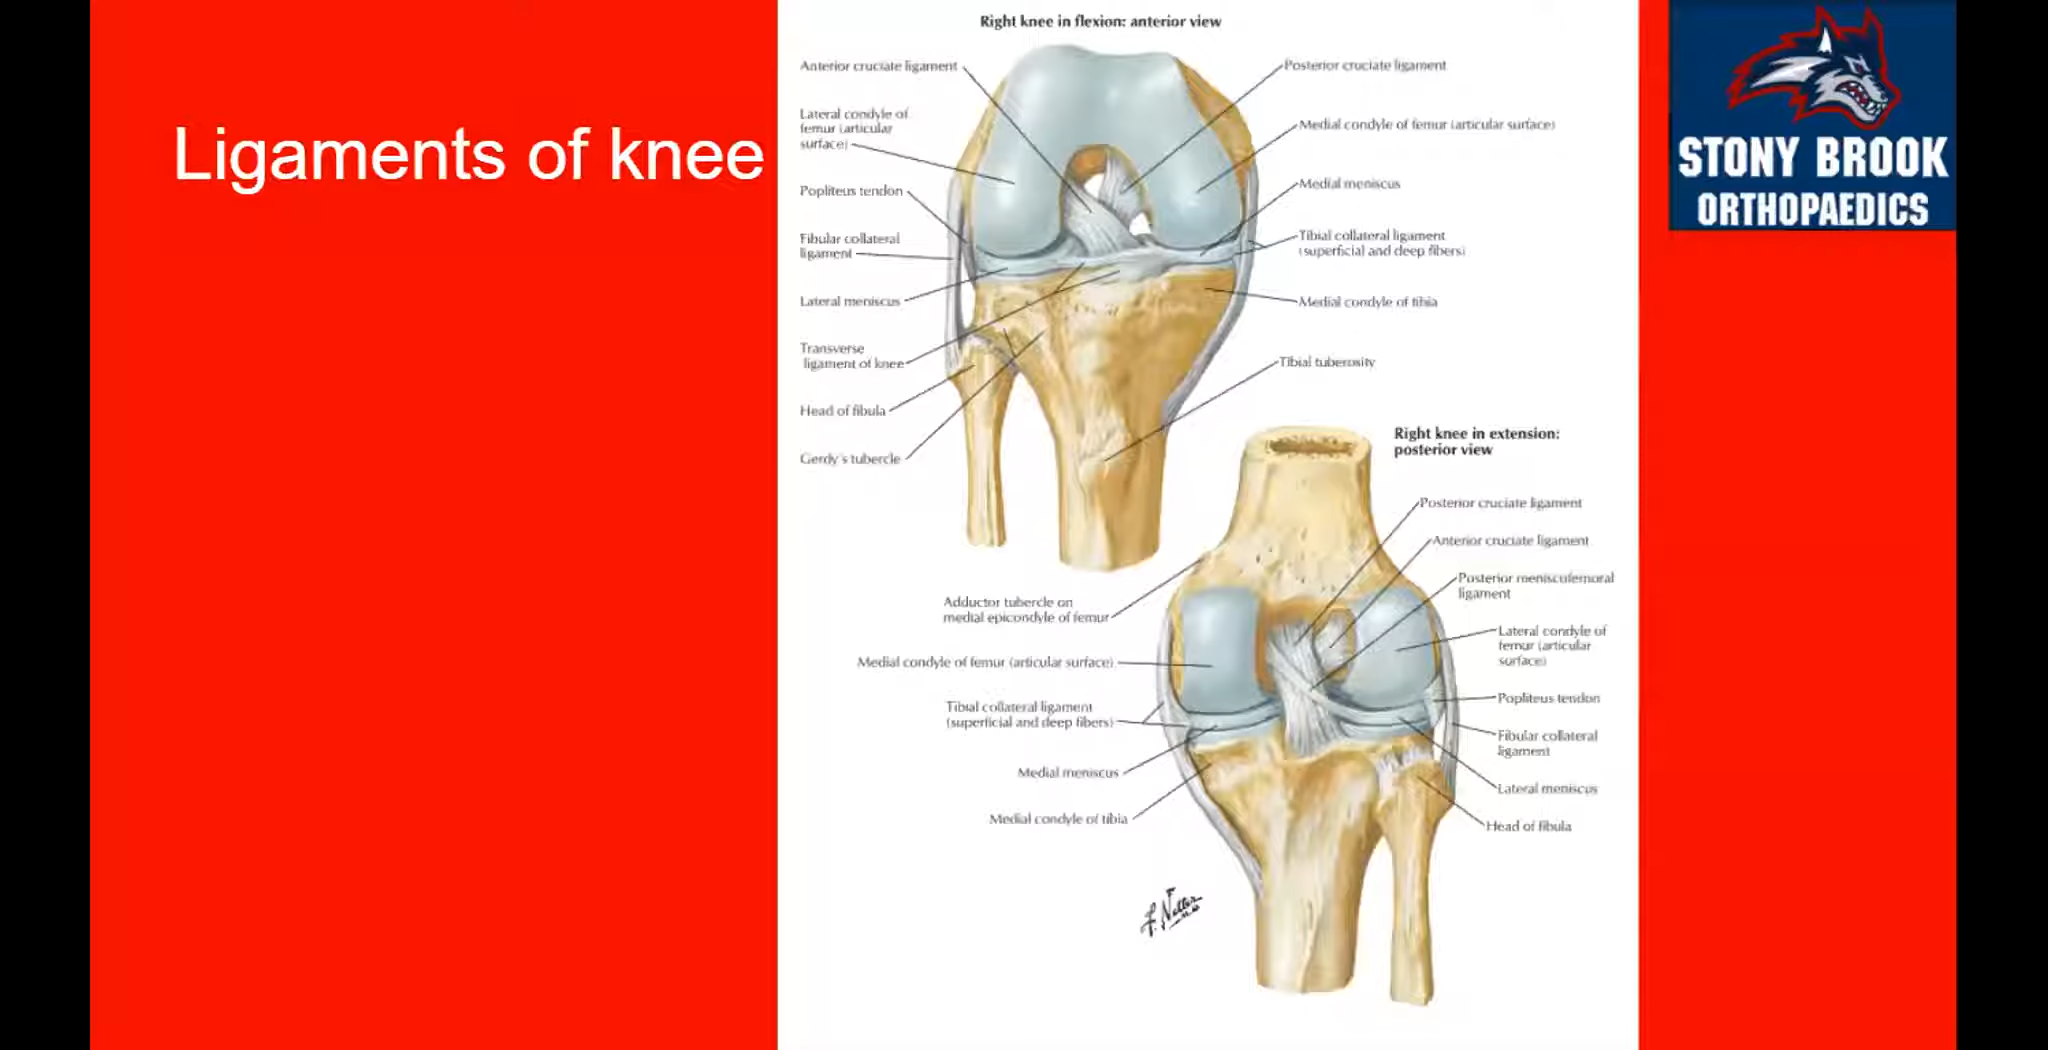 Ligaments of knee
Right knee in flexion: anterior view
Anterior cruciate ligament
Lateral condyle of
femur (articular
surface)
Popliteus tendon
Fibular collateral
ligament
Lateral meniscus
Transverse
ligament of knee
Head of fibula
Gerdy's tubercle
Posterior cruciate ligament
Medial condyle of femur (articular surface)
Medial meniscus
Tibial collateral ligament
(superficial and deep fibers)
Medial condyle of tibia
Tibial tuberosity
Right knee in extension:
posterior view
Adductor tubercle on
medial epicondyle of femur
Medial condyle of femur (articular surface)
Tibial collateral ligament
(superficial and deep fibers)
Medial meniscus
Medial condyle of tibia
Posterior cruciate ligament
Anterior cruciate ligament
Posterior meniscofemoral
ligament
Lateral condyle of
femur (articular
surface)
Popliteus tendon
Fibular collateral
ligament
Lateral meniscus
Head of fibula
F. Netter
STONY BROOK
ORTHOPAEDICS